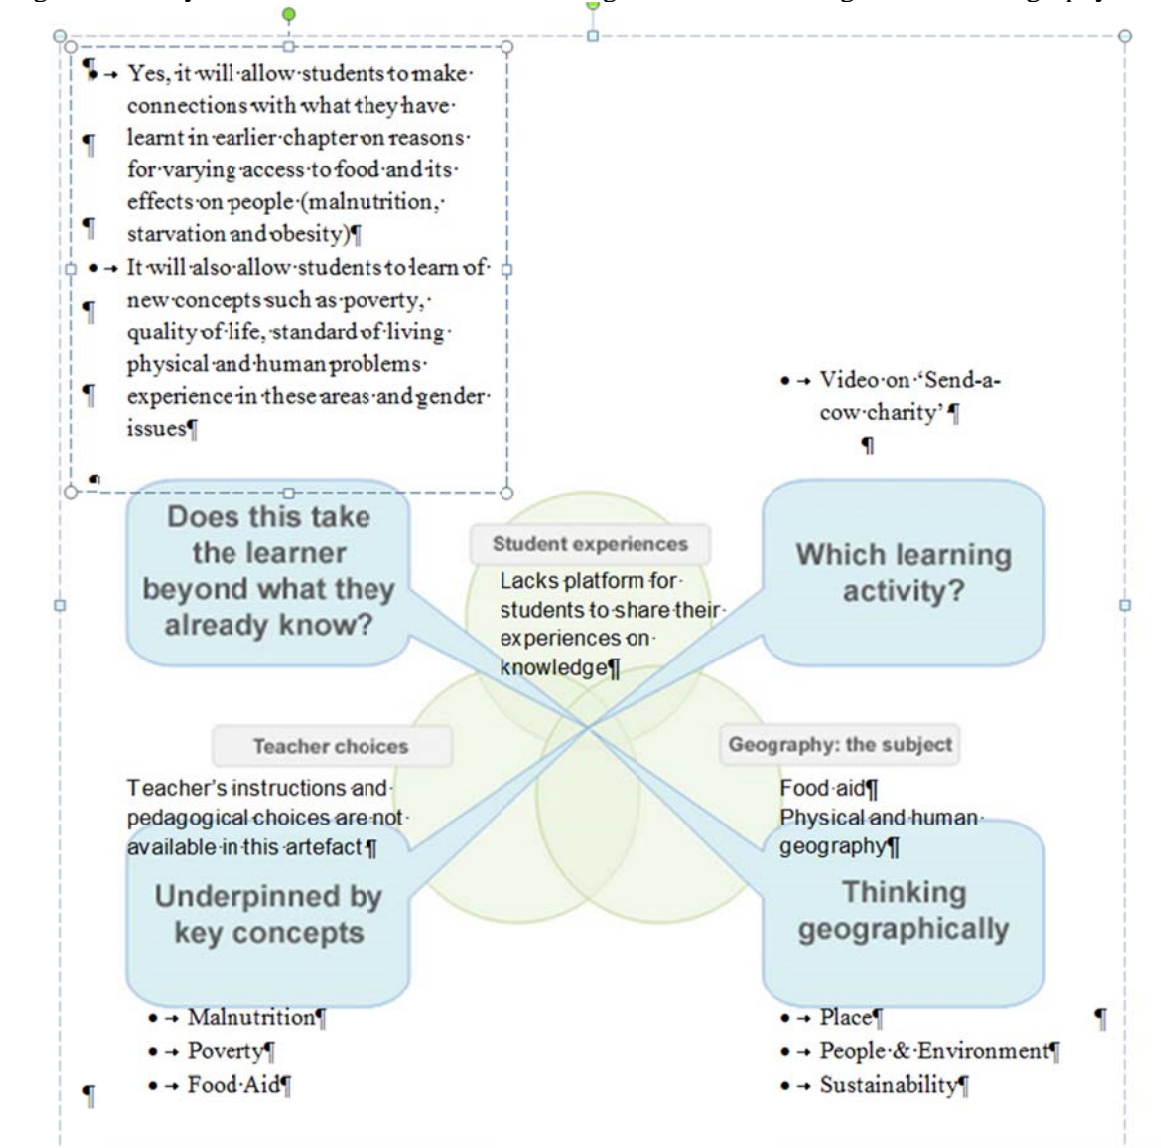 Yes, it will allow students to make
connections with what they have
learnt in earlier chapter on reasons
for varying access to food and its
effects on people (malnutrition,
starvation and obesity)
It will also allow students to learn of
new concepts such as poverty,
quality of life, standard of living
physical and human problems
experience in these areas and gender
issues
Video on ‘Send-a-
cow charity’
Does this take
the learner
beyond what they
already know?
Student experiences
Lacks platform for
students to share their
experiences on
knowledge
Which learning
activity?
Teacher choices
Teacher’s instructions and
pedagogical choices are not
available in this artefact
Geography: the subject
Food aid
Physical and human
geography
Underpinned by
key concepts
Thinking
geographically
Malnutrition
Poverty
Food Aid
Place
People & Environment
Sustainability